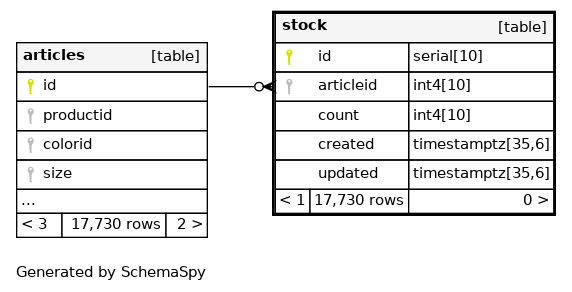 articles [table]
id
productid
colorid
size
...
< 3 17,730 rows 2 >
stock [table]
id serial[10]
articleid int4[10]
count int4[10]
created timestamptz[35,6]
updated timestamptz[35,6]
< 1 17,730 rows 0 >
Generated by SchemaSpy